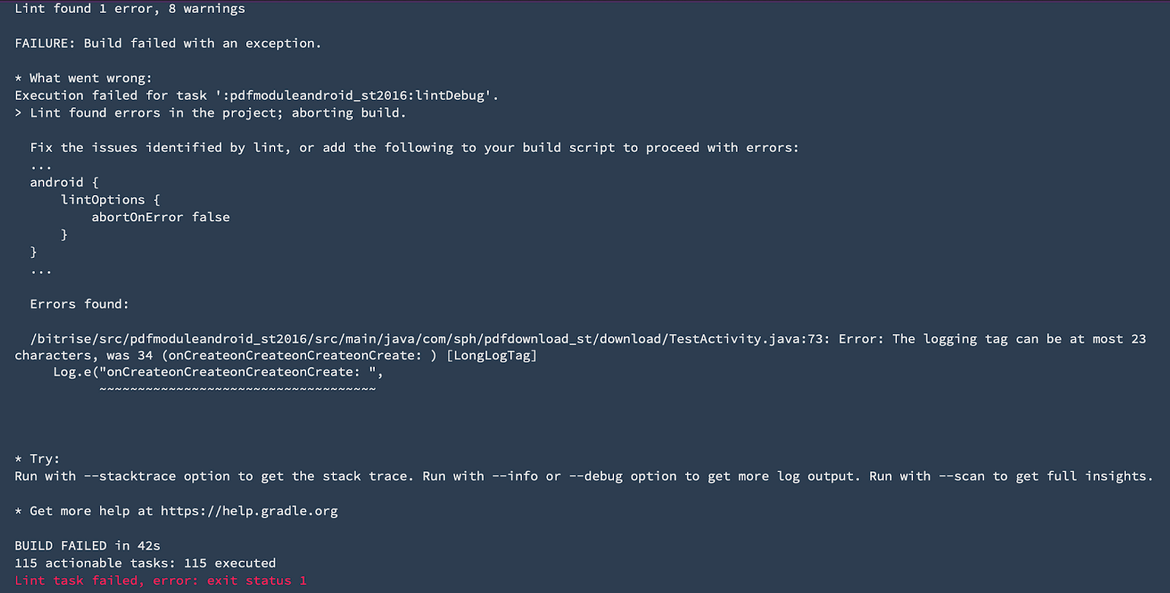 Lint found 1 error, 8 warnings
FAILURE: Build failed with an exception.
* What went wrong:
Execution failed for task ':pdfmoduleandroid_st2016:lintDebug'.
> Lint found errors in the project; aborting build.
Fix the issues identified by lint, or add the following to your build script to proceed with errors:
...
android {
lintOptions {
abortOnError false
}
}
...
Errors found:
/bitrise/src/pdfmoduleandroid_st2016/src/main/java/com/sph/pdfdownload_st/download/TestActivity.java:73: Error: The logging tag can be at most 23
characters, was 34 (onCreateonCreateonCreateonCreate: ) [LongLogTag]
Log.e("onCreateonCreateonCreateonCreate: ",
~~~~~~~~~~~~~~~~~~~~~~~~~~~~~~~~~~~~
* Try:
Run with --stacktrace option to get the stack trace. Run with --info or --debug option to get more log output. Run with --scan to get full insights.
* Get more help at https://help.gradle.org
BUILD FAILED in 42s
115 actionable tasks: 115 executed
Lint task failed, error: exit status 1